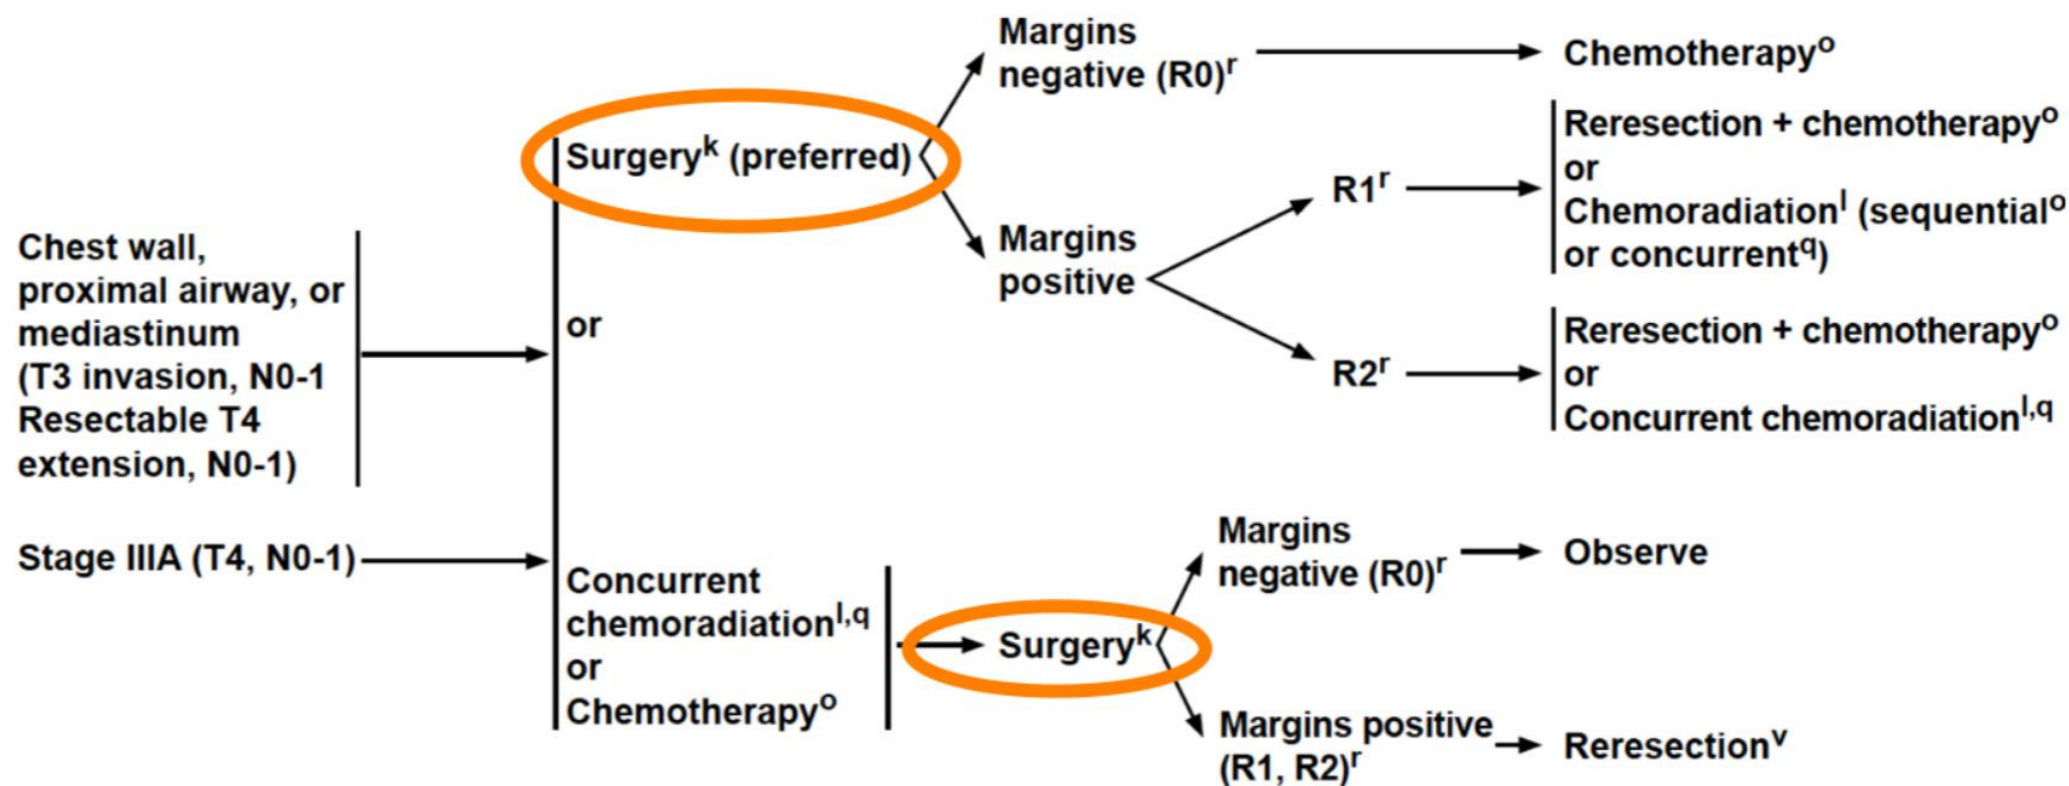 Chest wall,
proximal airway, or
mediastinum
(T3 invasion, N0-1
Resectable T4
extension, N0-1)
Stage IIIA (T4, N0-1)
Surgeryᵏ (preferred)
or
Concurrent
chemoradiationˡ,q
or
Chemotherapyᵒ
Margins
negative (R0)ʳ
Margins
positive
R1ʳ
R2ʳ
Chemotherapyᵒ
Reresection + chemotherapyᵒ
or
Chemoradiationˡ (sequentialᵒ
or concurrentq)
Reresection + chemotherapyᵒ
or
Concurrent chemoradiationˡ,q
Surgeryᵏ
Margins
negative (R0)ʳ
Observe
Margins positive
(R1, R2)ʳ
Reresectionᵛ